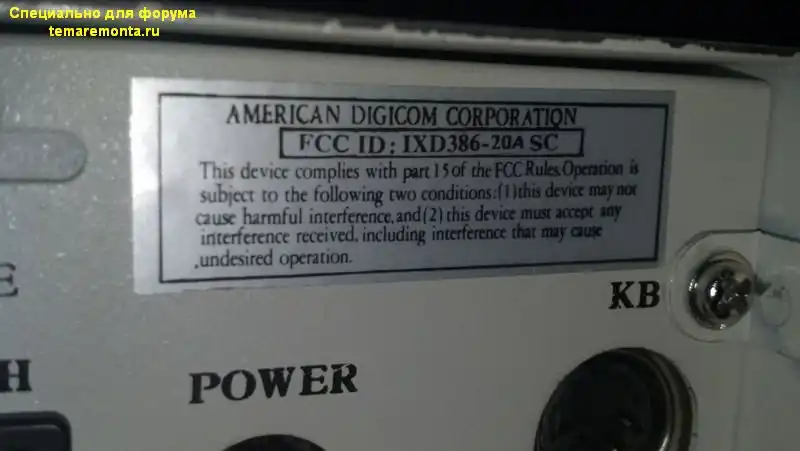 Специально для форума
temaremonta.ru
AMERICAN DIGICOM CORPORATION
FCC ID: IXD386-20A SC
This device complies with part 15 of the FCC Rules. Operation is
subject to the following two conditions: (1) this device may not
cause harmful interference, and (2) this device must accept any
interference received, including interference that may cause
undesired operation.
KB
POWER